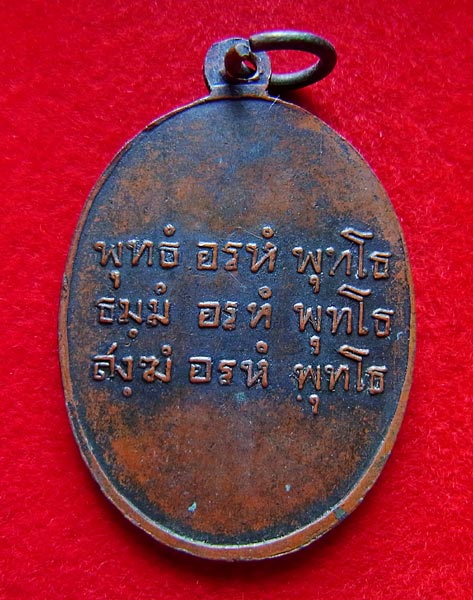 พุทธํ อรหํ พุทโธ
ธมฺมํ อรหํ พุทโธ
สงฺฆํ อรหํ พุทโธ